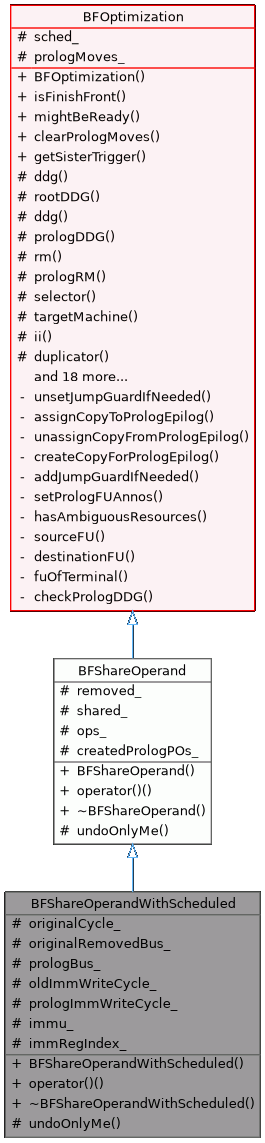 BFOptimization
# sched_
# prologMoves_
+ BFOptimization()
+ isFinishFront()
+ mightBeReady()
+ clearPrologMoves()
+ getSisterTrigger()
# ddg()
# rootDDG()
# ddg()
# prologDDG()
# rm()
# prologRM()
# selector()
# targetMachine()
# ii()
# duplicator()
and 18 more...
- unsetJumpGuardIfNeeded()
- assignCopyToPrologEpilog()
- unassignCopyFromPrologEpilog()
- createCopyForPrologEpilog()
- addJumpGuardIfNeeded()
- setPrologFUAnnos()
- hasAmbiguousResources()
- sourceFU()
- destinationFU()
- fuOfTerminal()
- checkPrologDDG()
BFShareOperand
# removed_
# shared_
# ops_
# createdPrologPOs_
+ BFShareOperand()
+ operator()()
+ ~BFShareOperand()
# undoOnlyMe()
BFShareOperandWithScheduled
# originalCycle_
# originalRemovedBus_
# prologBus_
# oldImmWriteCycle_
# prologImmWriteCycle_
# immu_
# immRegIndex_
+ BFShareOperandWithScheduled()
+ operator()()
+ ~BFShareOperandWithScheduled()
# undoOnlyMe()